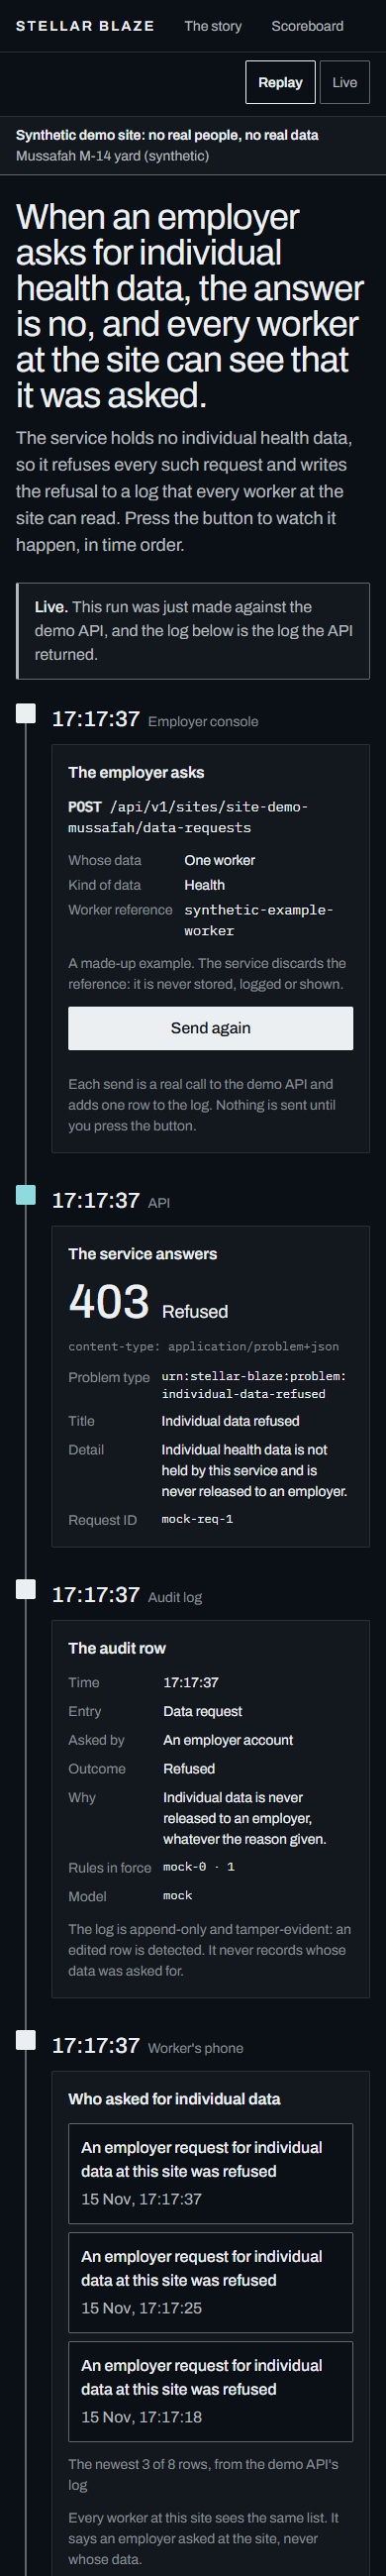 STELLAR BLAZE The story Scoreboard
Replay Live
Synthetic demo site: no real people, no real data
Mussafah M-14 yard (synthetic)
When an employer
asks for individual
health data, the answer
is no, and every worker
at the site can see that
it was asked.
The service holds no individual health data,
so it refuses every such request and writes
the refusal to a log that every worker at the
site can read. Press the button to watch it
happen, in time order.
Live. This run was just made against the
demo API, and the log below is the log the API
returned.
17:17:37 Employer console
The employer asks
POST /api/v1/sites/site-demo-
mussafah/data-requests
Whose data One worker
Kind of data Health
Worker reference synthetic-example-
worker
A made-up example. The service discards the
reference: it is never stored, logged or shown.
Send again
Each send is a real call to the demo API and
adds one row to the log. Nothing is sent until
you press the button.
17:17:37 API
The service answers
403 Refused
content-type: application/problem+json
Problem type urn:stellar-blaze:problem:
individual-data-refused
Title Individual data refused
Detail Individual health data is not
held by this service and is
never released to an employer.
Request ID mock-req-1
17:17:37 Audit log
The audit row
Time 17:17:37
Entry Data request
Asked by An employer account
Outcome Refused
Why Individual data is never
released to an employer,
whatever the reason given.
Rules in force mock-0 · 1
Model mock
The log is append-only and tamper-evident: an
edited row is detected. It never records whose
data was asked for.
17:17:37 Worker's phone
Who asked for individual data
An employer request for individual
data at this site was refused
15 Nov, 17:17:37
An employer request for individual
data at this site was refused
15 Nov, 17:17:25
An employer request for individual
data at this site was refused
15 Nov, 17:17:18
The newest 3 of 8 rows, from the demo API's
log
Every worker at this site sees the same list. It
says an employer asked at the site, never
whose data.